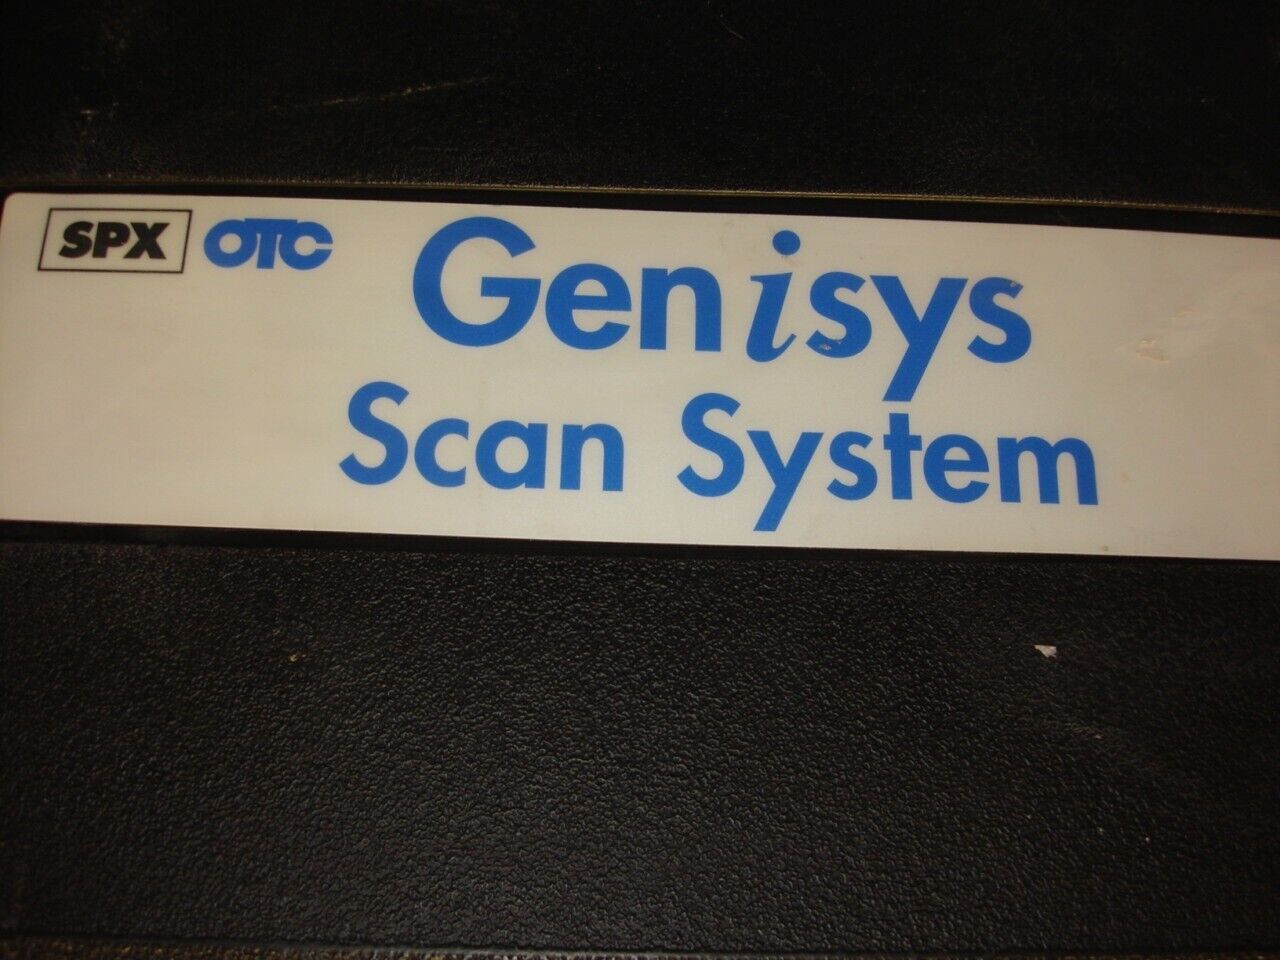 SPX OTC Genisys
Scan System